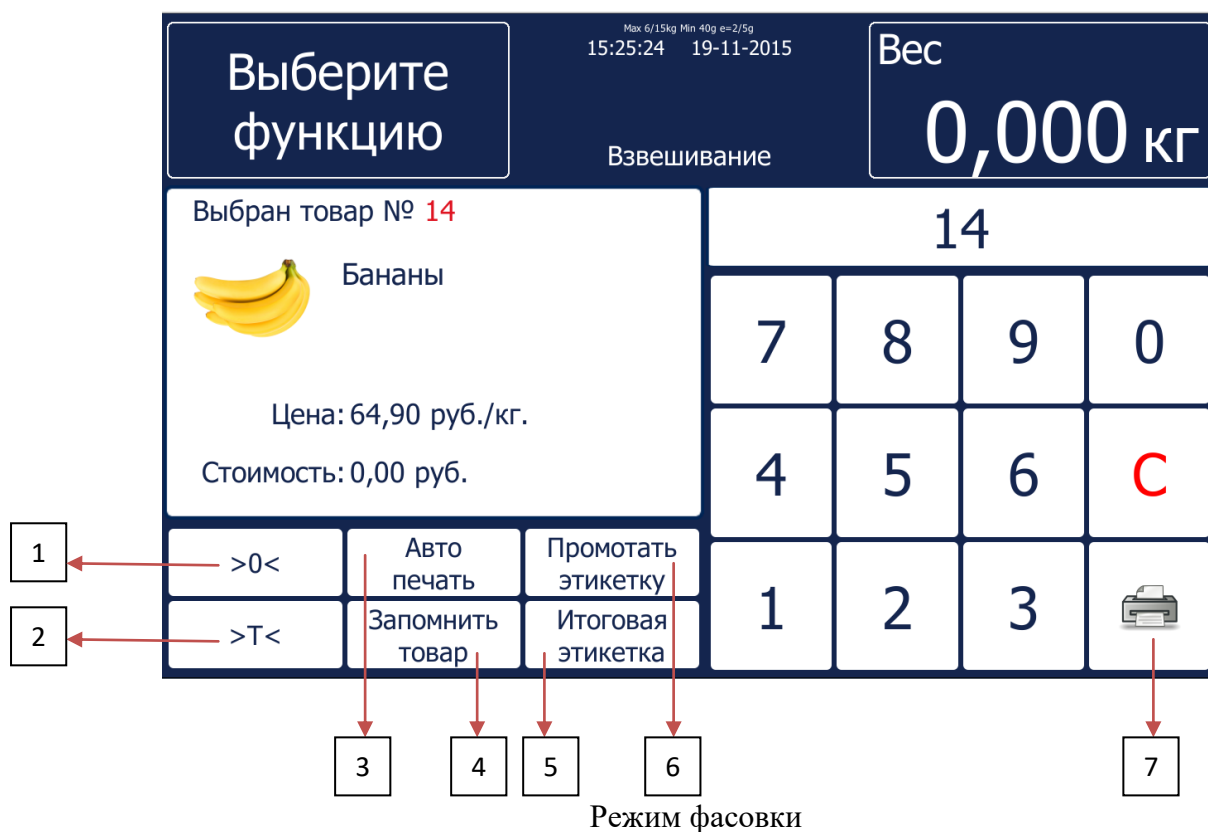 Выберите
функцию
Max 6/15kg Min 40g e=2/5g
15:25:24 19-11-2015
Взвешивание
Вес
0,000 кг
Выбран товар № 14
Бананы
Цена: 64,90 руб./кг.
Стоимость: 0,00 руб.
14
7 8 9 0
4 5 6 C
1 2 3
>0<
Авто
печать
Промотать
этикетку
>T<
Запомнить
товар
Итоговая
этикетка
1
2
3 4 5 6 7
Режим фасовки